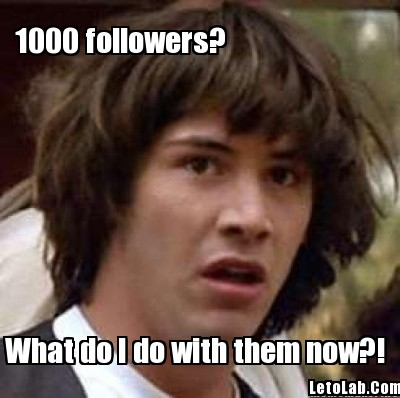 1000 followers?
What do I do with them now?!
LetoLab.Com